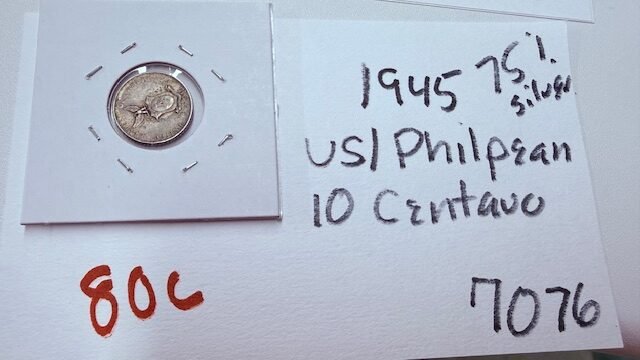 1945 75%
silver
US/Philpean
10 Centavo
80c
7076